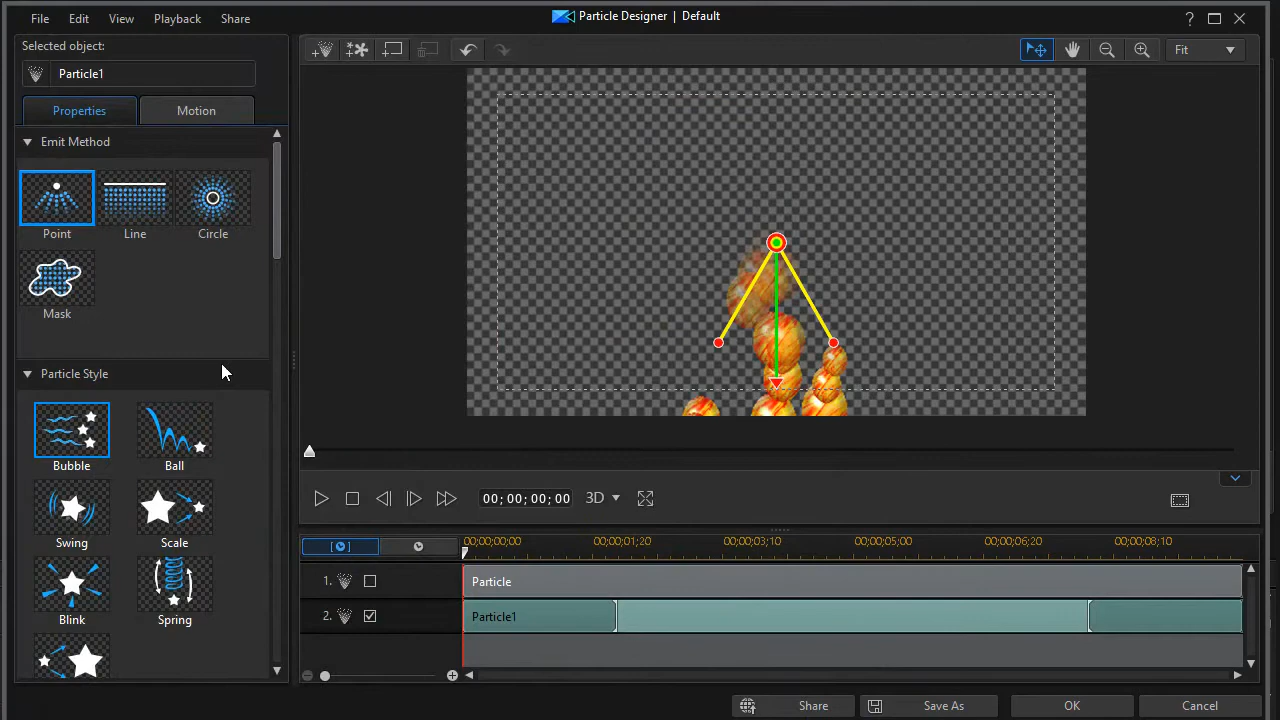 Particle Designer | Default
File Edit View Playback Share
?
Selected object:
Particle1
Fit
Properties Motion
Emit Method
Point Line Circle
Mask
Particle Style
Bubble Ball
Swing Scale
Blink Spring
00; 00; 00; 00 3D
00;00;00;00 00;00;01;20 00;00;03;10 00;00;05;00 00;00;06;20 00;00;08;10
1. Particle
2. Particle1
Share Save As OK Cancel